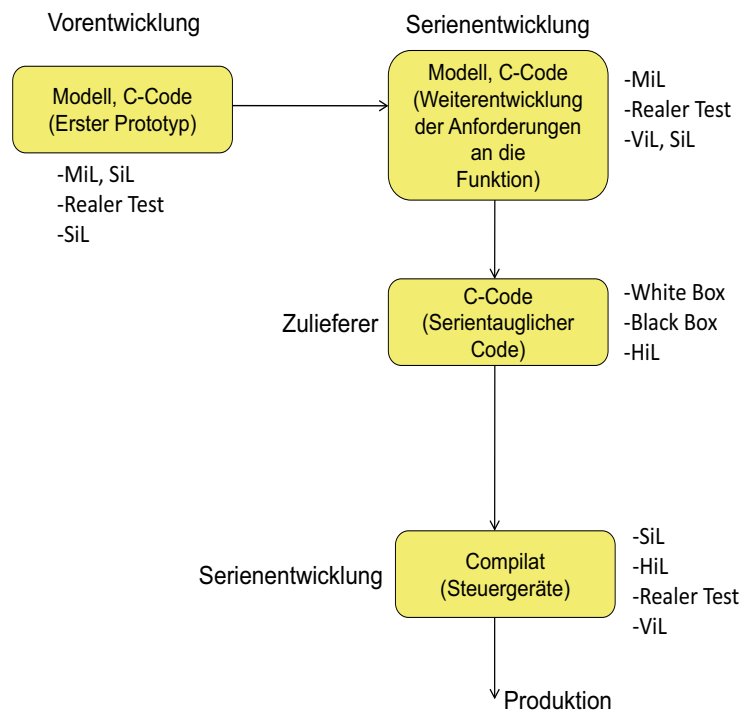 Vorentwicklung
Serienentwicklung
Modell, C-Code
(Erster Prototyp)
-MiL, SiL
-Realer Test
-SiL
Modell, C-Code
(Weiterentwicklung
der Anforderungen
an die
Funktion)
-MiL
-Realer Test
-ViL, SiL
Zulieferer
C-Code
(Serientauglicher
Code)
-White Box
-Black Box
-HiL
Serienentwicklung
Compilat
(Steuergeräte)
-SiL
-HiL
-Realer Test
-ViL
Produktion